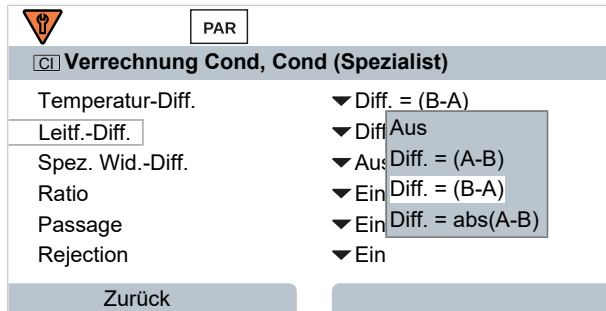 PAR
CI Verrechnung Cond, Cond (Spezialist)
Temperatur-Diff. Diff. = (B-A)
Leitf.-Diff. Diff Aus
Spez. Wid.-Diff. Aus Diff. = (A-B)
Ratio Ein Diff. = (B-A)
Passage Ein Diff. = abs(A-B)
Rejection Ein
Zurück